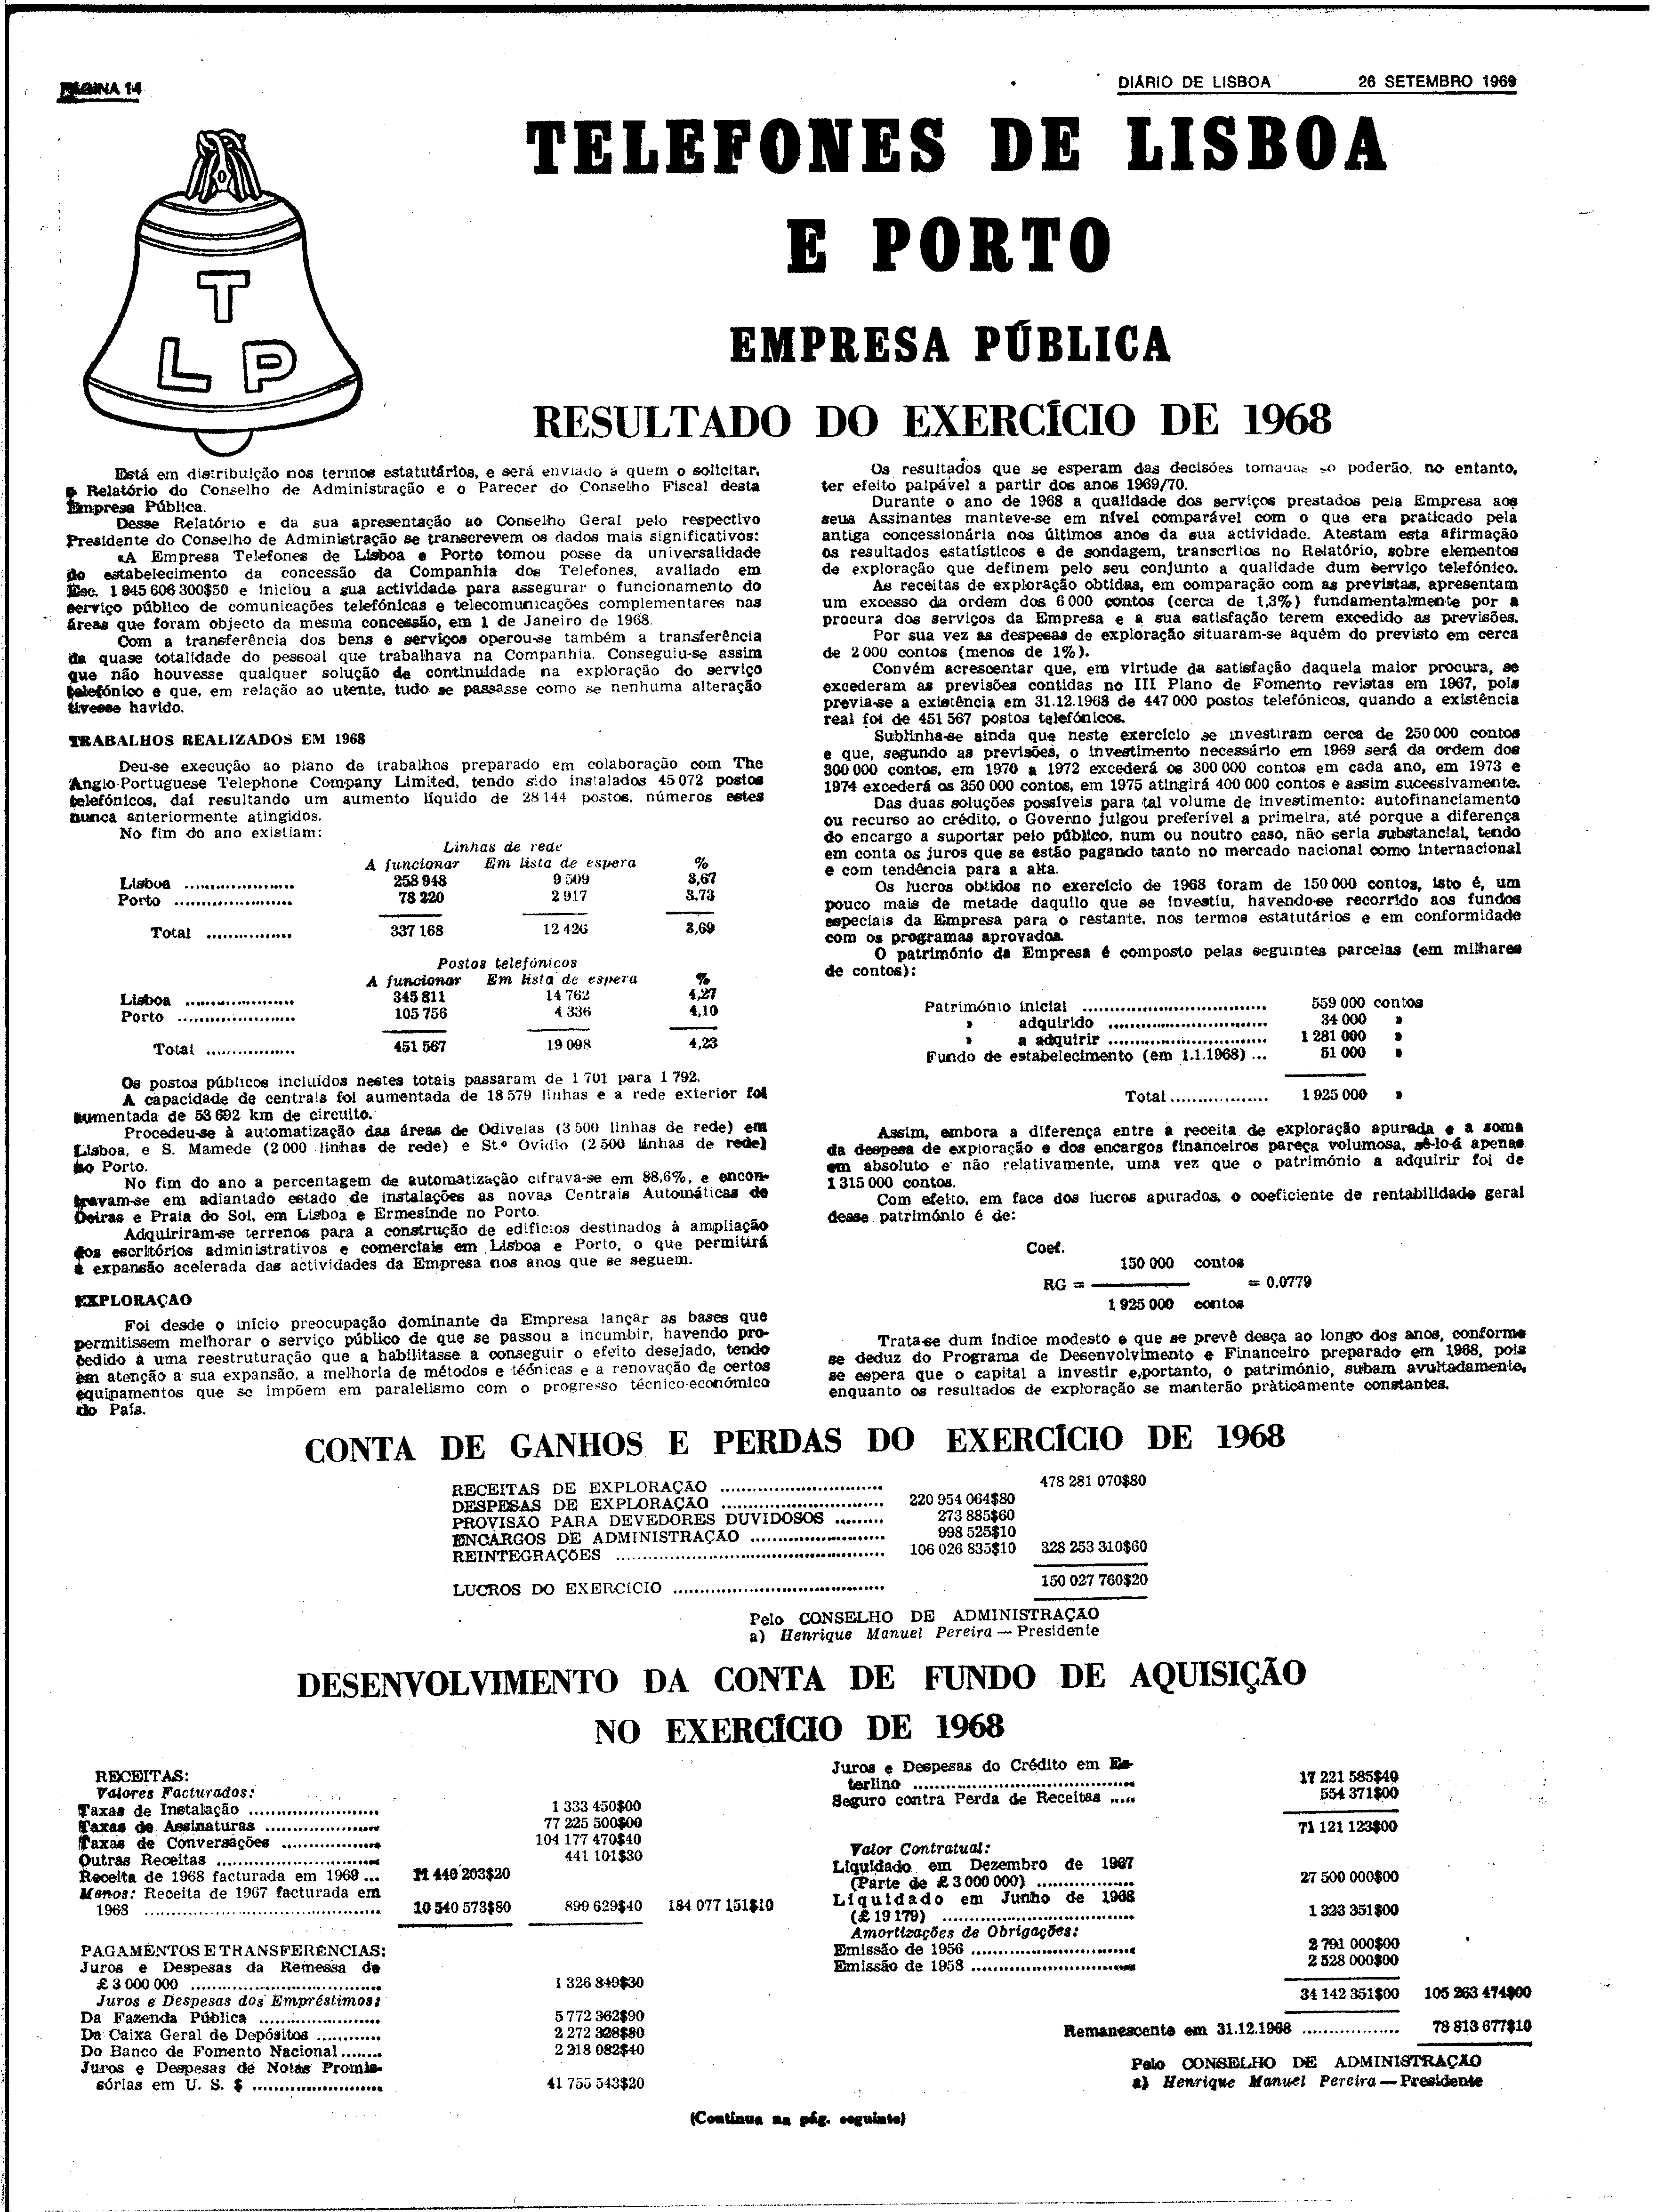 PÁGINA 14
DIÁRIO DE LISBOA 26 SETEMBRO 1969
T
L P
TELEFONES DE LISBOA
E PORTO
EMPRESA PÚBLICA
RESULTADO DO EXERCÍCIO DE 1968
Está em distribuição nos termos estatutários, e será enviado a quem o solicitar,
o Relatório do Conselho de Administração e o Parecer do Conselho Fiscal desta
Empresa Pública.
Desse Relatório e da sua apresentação ao Conselho Geral pelo respectivo
Presidente do Conselho de Administração se transcrevem os dados mais significativos:
«A Empresa Telefones de Lisboa e Porto tomou posse da universalidade
do estabelecimento da concessão da Companhia dos Telefones, avaliado em
Esc. 1 845 606 300$50 e iniciou a sua actividade para assegurar o funcionamento do
serviço público de comunicações telefónicas e telecomunicações complementares nas
áreas que foram objecto da mesma concessão, em 1 de Janeiro de 1968.
Com a transferência dos bens e serviços operou-se também a transferência
da quase totalidade do pessoal que trabalhava na Companhia. Conseguiu-se assim
que não houvesse qualquer solução de continuidade na exploração do serviço
telefónico e que, em relação ao utente, tudo se passasse como se nenhuma alteração
tivesse havido.
TRABALHOS REALIZADOS EM 1968
Deu-se execução ao plano de trabalhos preparado em colaboração com The
Anglo-Portuguese Telephone Company Limited, tendo sido instalados 45 072 postos
telefónicos, daí resultando um aumento líquido de 28 144 postos, números estes
nunca anteriormente atingidos.
No fim do ano existiam:
Linhas de rede
A funcionar Em lista de espera %
Lisboa ..................... 258 948 9 509 3,67
Porto ...................... 78 220 2 917 3,73
Total ................ 337 168 12 426 3,69
Postos telefónicos
A funcionar Em lista de espera %
Lisboa ..................... 345 811 14 762 4,27
Porto ...................... 105 756 4 336 4,10
Total ................ 451 567 19 098 4,23
Os postos públicos incluídos nestes totais passaram de 1 701 para 1 792.
A capacidade de centrais foi aumentada de 18 579 linhas e a rede exterior foi
aumentada de 53 692 km de circuito.
Procedeu-se à automatização das áreas de Odivelas (3 500 linhas de rede) em
Lisboa, e S. Mamede (2 000 linhas de rede) e St.º Ovídio (2 500 linhas de rede)
no Porto.
No fim do ano a percentagem de automatização cifrava-se em 88,6%, e encon-
travam-se em adiantado estado de instalações as novas Centrais Automáticas de
Oeiras e Praia do Sol, em Lisboa e Ermesinde no Porto.
Adquiriram-se terrenos para a construção de edifícios destinados à ampliação
dos escritórios administrativos e comerciais em Lisboa e Porto, o que permitirá
a expansão acelerada das actividades da Empresa nos anos que se seguem.
EXPLORAÇÃO
Foi desde o início preocupação dominante da Empresa lançar as bases que
permitissem melhorar o serviço público de que se passou a incumbir, havendo pro-
cedido a uma reestruturação que a habilitasse a conseguir o efeito desejado, tendo
em atenção a sua expansão, a melhoria de métodos e técnicas e a renovação de certos
equipamentos que se impõem em paralelismo com o progresso técnico-económico
do País.
Os resultados que se esperam das decisões tomadas só poderão, no entanto,
ter efeito palpável a partir dos anos 1969/70.
Durante o ano de 1968 a qualidade dos serviços prestados pela Empresa aos
seus Assinantes manteve-se em nível comparável com o que era praticado pela
antiga concessionária nos últimos anos da sua actividade. Atestam esta afirmação
os resultados estatísticos e de sondagem, transcritos no Relatório, sobre elementos
de exploração que definem pelo seu conjunto a qualidade dum serviço telefónico.
As receitas de exploração obtidas, em comparação com as previstas, apresentam
um excesso da ordem dos 6 000 contos (cerca de 1,3%) fundamentalmente por a
procura dos serviços da Empresa e a sua satisfação terem excedido as previsões.
Por sua vez as despesas de exploração situaram-se aquém do previsto em cerca
de 2 000 contos (menos de 1%).
Convém acrescentar que, em virtude da satisfação daquela maior procura, se
excederam as previsões contidas no III Plano de Fomento revistas em 1967, pois
previa-se a existência em 31.12.1968 de 447 000 postos telefónicos, quando a existência
real foi de 451 567 postos telefónicos.
Sublinha-se ainda que neste exercício se investiram cerca de 250 000 contos
e que, segundo as previsões, o investimento necessário em 1969 será da ordem dos
300 000 contos, em 1970 a 1972 excederá os 300 000 contos em cada ano, em 1973 e
1974 excederá os 350 000 contos, em 1975 atingirá 400 000 contos e assim sucessivamente.
Das duas soluções possíveis para tal volume de investimento: autofinanciamento
ou recurso ao crédito, o Governo julgou preferível a primeira, até porque a diferença
do encargo a suportar pelo público, num ou noutro caso, não seria substancial, tendo
em conta os juros que se estão pagando tanto no mercado nacional como internacional
e com tendência para a alta.
Os lucros obtidos no exercício de 1968 foram de 150 000 contos, isto é, um
pouco mais de metade daquilo que se investiu, havendo-se recorrido aos fundos
especiais da Empresa para o restante, nos termos estatutários e em conformidade
com os programas aprovados.
O património da Empresa é composto pelas seguintes parcelas (em milhares
de contos):
Património inicial .................................. 559 000 contos
» adquirido .............................. 34 000 »
» a adquirir .............................. 1 281 000 »
Fundo de estabelecimento (em 1.1.1968) ... 51 000 »
Total .................. 1 925 000 »
Assim, embora a diferença entre a receita de exploração apurada e a soma
da despesa de exploração e dos encargos financeiros pareça volumosa, sê-lo-á apenas
em absoluto e não relativamente, uma vez que o património a adquirir foi de
1 315 000 contos.
Com efeito, em face dos lucros apurados, o coeficiente de rentabilidade geral
desse património é de:
Coef.
150 000 contos
RG = = 0,0779
1 925 000 contos
Trata-se dum índice modesto e que se prevê desça ao longo dos anos, conforme
se deduz do Programa de Desenvolvimento e Financeiro preparado em 1968, pois
se espera que o capital a investir e,portanto, o património, subam avultadamente,
enquanto os resultados de exploração se manterão pràticamente constantes.
CONTA DE GANHOS E PERDAS DO EXERCÍCIO DE 1968
RECEITAS DE EXPLORAÇÃO .............................. 478 281 070$80
DESPESAS DE EXPLORAÇÃO .............................. 220 954 064$80
PROVISÃO PARA DEVEDORES DUVIDOSOS ......... 273 885$60
ENCARGOS DE ADMINISTRAÇÃO ......................... 998 525$10
REINTEGRAÇÕES .................................................. 106 026 835$10 328 253 310$60
LUCROS DO EXERCÍCIO ....................................... 150 027 760$20
Pelo CONSELHO DE ADMINISTRAÇÃO
a) Henrique Manuel Pereira — Presidente
DESENVOLVIMENTO DA CONTA DE FUNDO DE AQUISIÇÃO
NO EXERCÍCIO DE 1968
RECEITAS:
Valores Facturados:
Taxas de Instalação ........................ 1 333 450$00
Taxas de Assinaturas ..................... 77 225 500$00
Taxas de Conversações .................. 104 177 470$40
Outras Receitas .............................. 441 101$30
Receita de 1968 facturada em 1969 ... 11 440 203$20
Menos: Receita de 1967 facturada em
1968 ............................................ 10 540 573$80 899 629$40 184 077 151$10
PAGAMENTOS E TRANSFERÊNCIAS:
Juros e Despesas da Remessa de
£ 3 000 000 ................................... 1 326 849$30
Juros e Despesas dos Empréstimos:
Da Fazenda Pública ....................... 5 772 362$90
Da Caixa Geral de Depósitos ............ 2 272 328$80
Do Banco de Fomento Nacional ........ 2 218 082$40
Juros e Despesas de Notas Promis-
sórias em U. S. $ ........................ 41 755 543$20
Juros e Despesas do Crédito em Es-
terlino ......................................... 17 221 585$40
Seguro contra Perda de Receitas ..... 554 371$00
71 121 123$00
Valor Contratual:
Liquidado em Dezembro de 1967
(Parte de £ 3 000 000) .................. 27 500 000$00
Liquidado em Junho de 1968
(£ 19 179) ................................... 1 323 351$00
Amortizações de Obrigações:
Emissão de 1956 .............................. 2 791 000$00
Emissão de 1958 .............................. 2 528 000$00
34 142 351$00 105 263 474$00
Remanescente em 31.12.1968 .................. 78 813 677$10
Pelo CONSELHO DE ADMINISTRAÇÃO
a) Henrique Manuel Pereira — Presidente
(Continua na pág. seguinte)